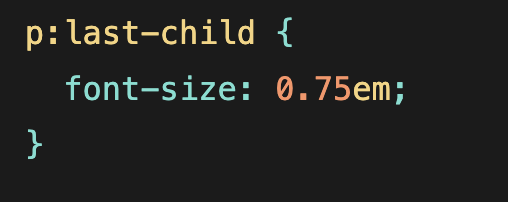 p:last-child {
  font-size: 0.75em;
}